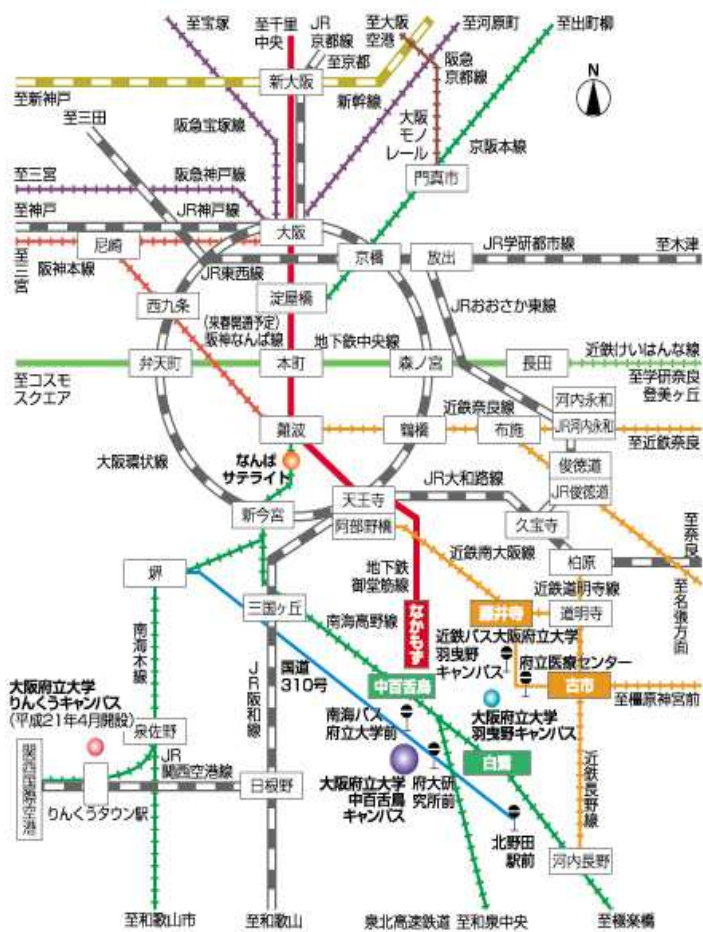 至宝塚
至千里
中央
JR
京都線
至京都
至大阪
空港
至河原町
至出町柳
阪急
京都線
新大阪
至新神戸
新幹線
N
至三田
阪急宝塚線
大阪
モノ
レール
京阪本線
門真市
至三宮
阪急神戸線
至神戸
JR神戸線
大阪
尼崎
京橋
放出
JR学研都市線
至木津
至
三
宮
阪神本線
JR東西線
淀屋橋
西九条
JRおおさか東線
(来春開通予定)
阪神なんば線
地下鉄中央線
弁天町
本町
森ノ宮
長田
近鉄けいはんな線
至コスモ
スクエア
至学研奈良
登美ヶ丘
河内永和
近鉄奈良線
難波
鶴橋
布施
JR河内永和
至近鉄奈良
大阪環状線
なんば
サテライト
俊徳道
JR俊徳道
JR大和路線
天王寺
新今宮
阿部野橋
久宝寺
至奈良
近鉄南大阪線
柏原
堺
地下鉄
御堂筋線
近鉄道明寺線
三国ヶ丘
南海高野線
なかもず
藤井寺
道明寺
至名張方面
近鉄バス大阪府立大学
羽曳野
キャンパス
府立医療センター
南海本線
JR阪和線
国道
310号
中百舌鳥
古市
至橿原神宮前
大阪府立大学
りんくうキャンパス
(平成21年4月開設)
南海バス
府立大学前
大阪府立大学
羽曳野キャンパス
泉佐野
白鷺
関西国際空港
JR
関西空港線
大阪府立大学
中百舌鳥
キャンパス
府大研
究所前
近鉄長野線
りんくうタウン駅
日根野
北野田
駅前
河内長野
至和歌山市
至和歌山
泉北高速鉄道
至和泉中央
至極楽橋